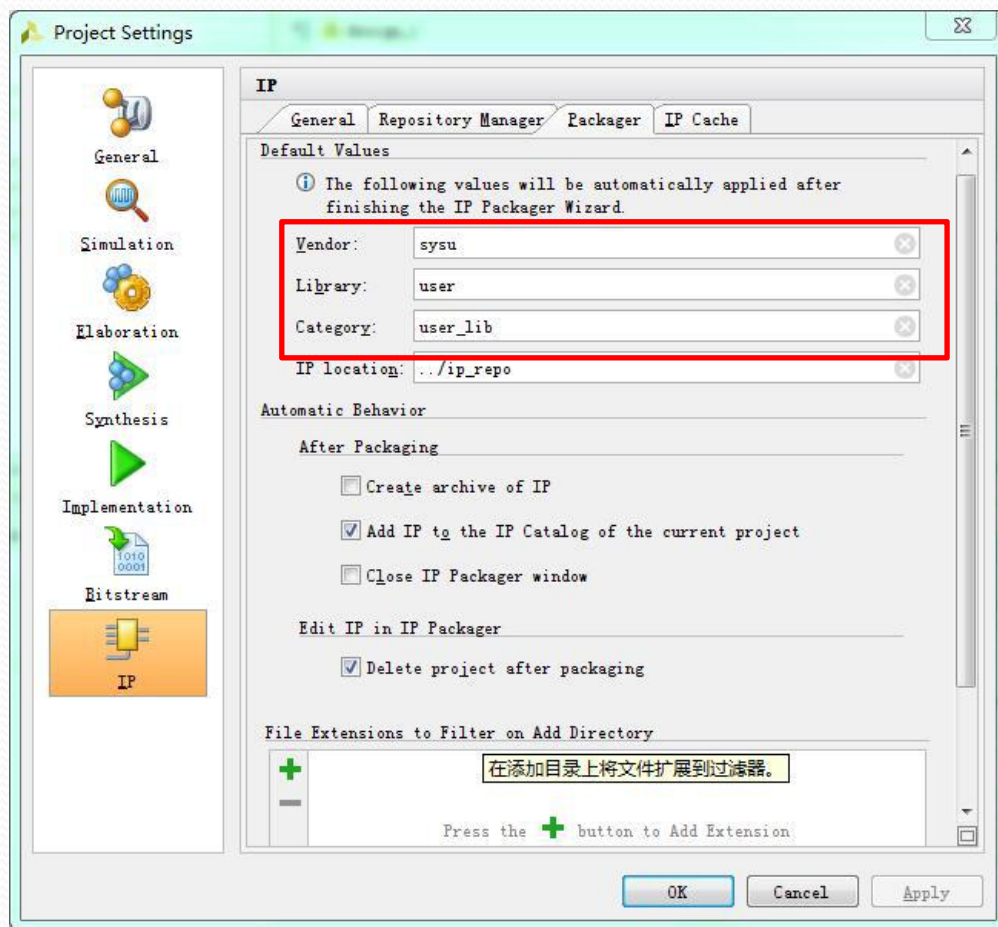 Project Settings
General
Simulation
Elaboration
Synthesis
Implementation
Bitstream
IP
IP
General Repository Manager Packager IP Cache
Default Values
The following values will be automatically applied after
finishing the IP Packager Wizard.
Vendor: sysu
Library: user
Category: user_lib
IP location: ../ip_repo
Automatic Behavior
After Packaging
Create archive of IP
Add IP to the IP Catalog of the current project
Close IP Packager window
Edit IP in IP Packager
Delete project after packaging
File Extensions to Filter on Add Directory
在添加目录上将文件扩展到过滤器。
Press the + button to Add Extension
OK Cancel Apply